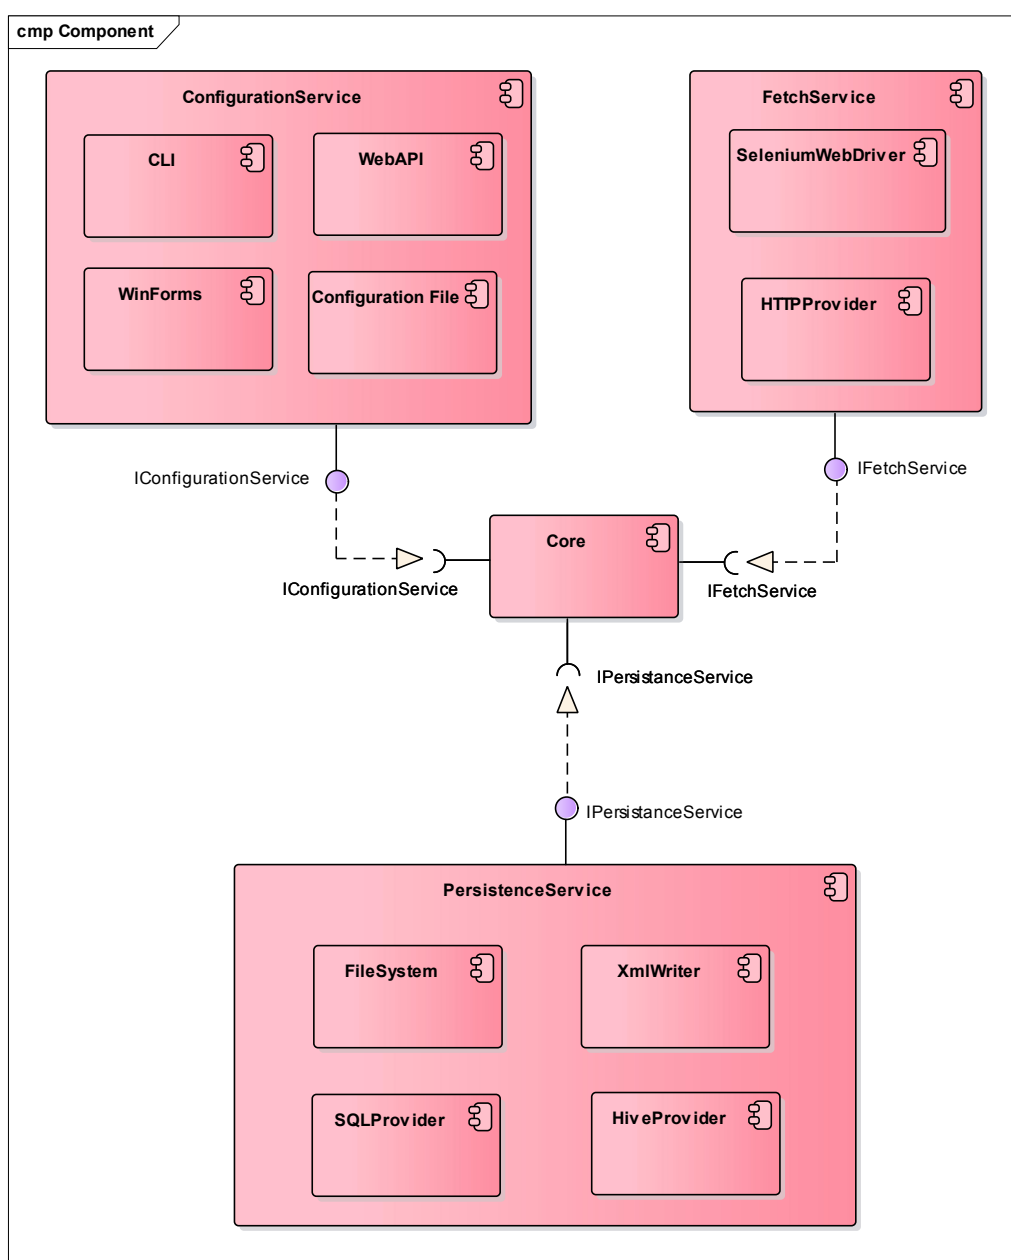 cmp Component
ConfigurationService
CLI
WebAPI
WinForms
Configuration File
FetchService
SeleniumWebDriver
HTTPProvider
IConfigurationService
IFetchService
Core
IConfigurationService
IFetchService
IPersistanceService
IPersistanceService
PersistenceService
FileSystem
XmlWriter
SQLProvider
HiveProvider